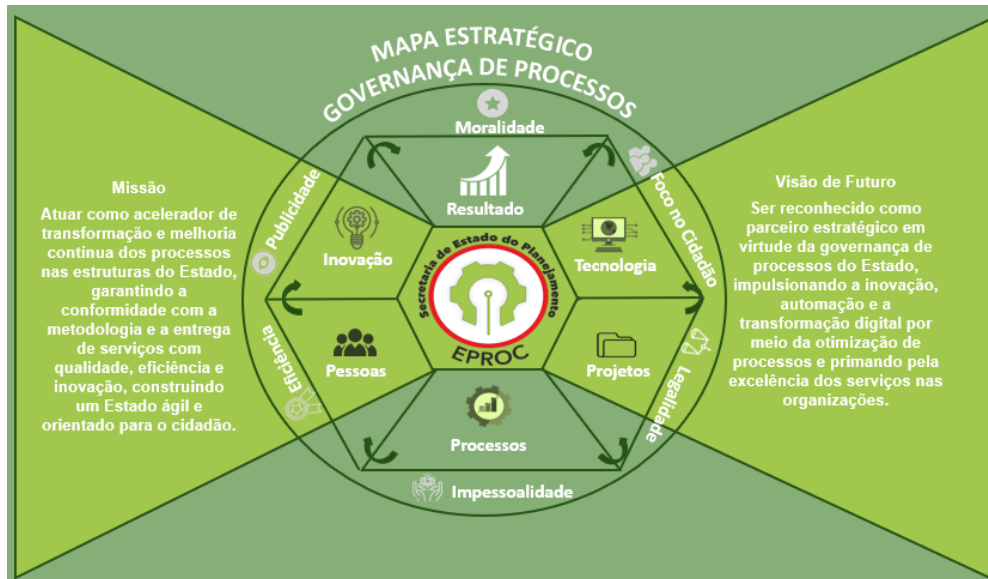 MAPA ESTRATÉGICO
GOVERNANÇA DE PROCESSOS
Moralidade
Resultado
Publicidade
Foco no Cidadão
Inovação
Tecnologia
Secretaria de Estado do Planejamento
EPROC
Pessoas
Projetos
Eficiência
Legalidade
Processos
Impessoalidade
Missão
Atuar como acelerador de
transformação e melhoria
continua dos processos
nas estruturas do Estado,
garantindo a
conformidade com a
metodologia e a entrega
de serviços com
qualidade, eficiência e
inovação, construindo
um Estado ágil e
orientado para o cidadão.
Visão de Futuro
Ser reconhecido como
parceiro estratégico em
virtude da governança de
processos do Estado,
impulsionando a inovação,
automação e a
transformação digital por
meio da otimização de
processos e primando pela
excelência dos serviços nas
organizações.